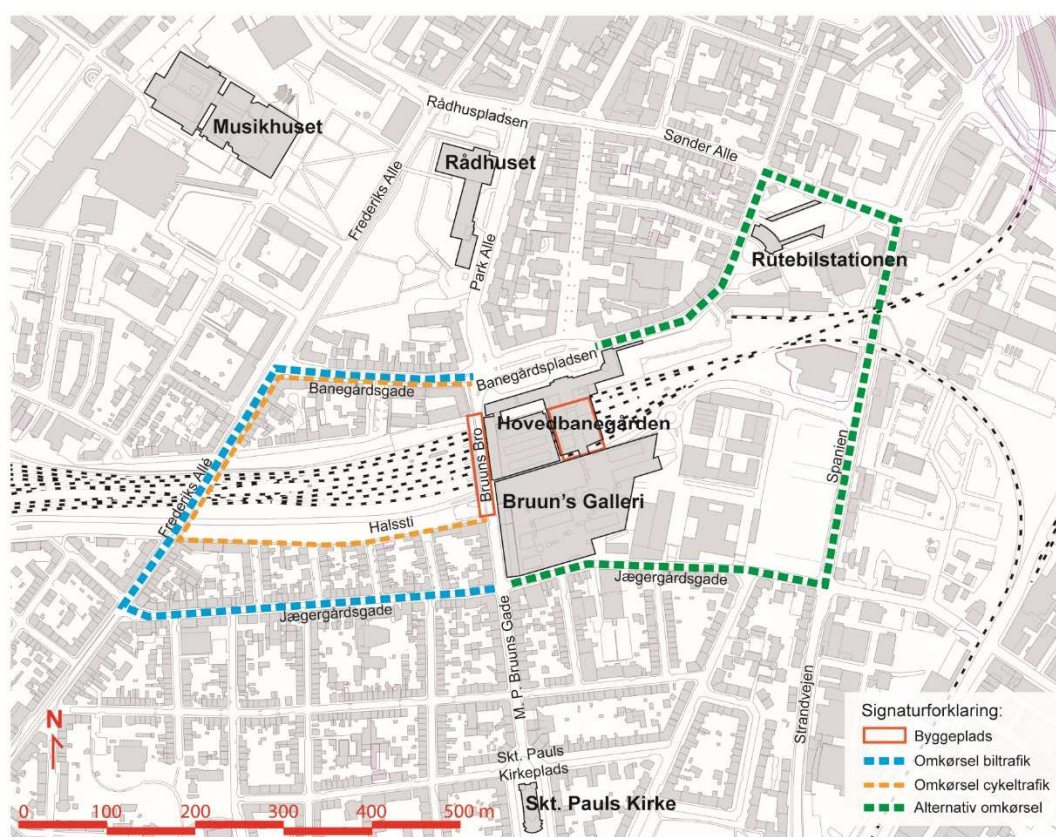 Musikhuset
Rådhuspladsen
Sønder Alle
Rådhuset
Frederiks Alle
Park Alle
Rutebilstationen
Banegårdspladsen
Banegårdsgade
Hovedbanegården
Bruuns Bro
Frederiks Allé
Spanien
Bruun's Galleri
Halssti
Jægergårdsgade
Jægergårdsgade
M. P. Bruuns Gade
Strandvejen
Skt. Pauls
Kirkeplads
Skt. Pauls Kirke
N
0 100 200 300 400 500 m
Signaturforklaring:
Byggeplads
Omkørsel biltrafik
Omkørsel cykeltrafik
Alternativ omkørsel